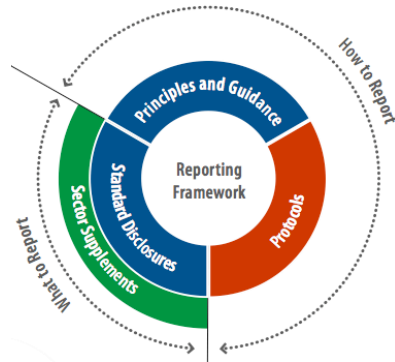 How to Report
Principles and Guidance
Reporting
Framework
Standard Disclosures
Sector Supplements
Protocols
What to Report